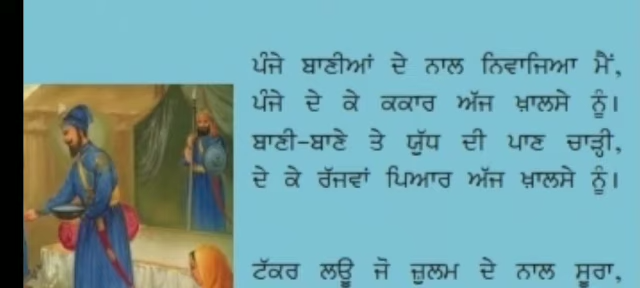 ਪੰਜੇ ਬਾਣੀਆਂ ਦੇ ਨਾਲ ਨਿਵਾਜਿਆ ਮੈਂ,
ਪੰਜੇ ਦੇ ਕੇ ਕਕਾਰ ਅੱਜ ਖ਼ਾਲਸੇ ਨੂੰ।
ਬਾਣੀ-ਬਾਣੇ ਤੇ ਯੁੱਧ ਦੀ ਪਾਣ ਚਾੜ੍ਹੀ,
ਦੇ ਕੇ ਰੱਜਵਾਂ ਪਿਆਰ ਅੱਜ ਖ਼ਾਲਸੇ ਨੂੰ।
ਟੱਕਰ ਲਊ ਜੋ ਜ਼ੁਲਮ ਦੇ ਨਾਲ ਸੂਰਾ,